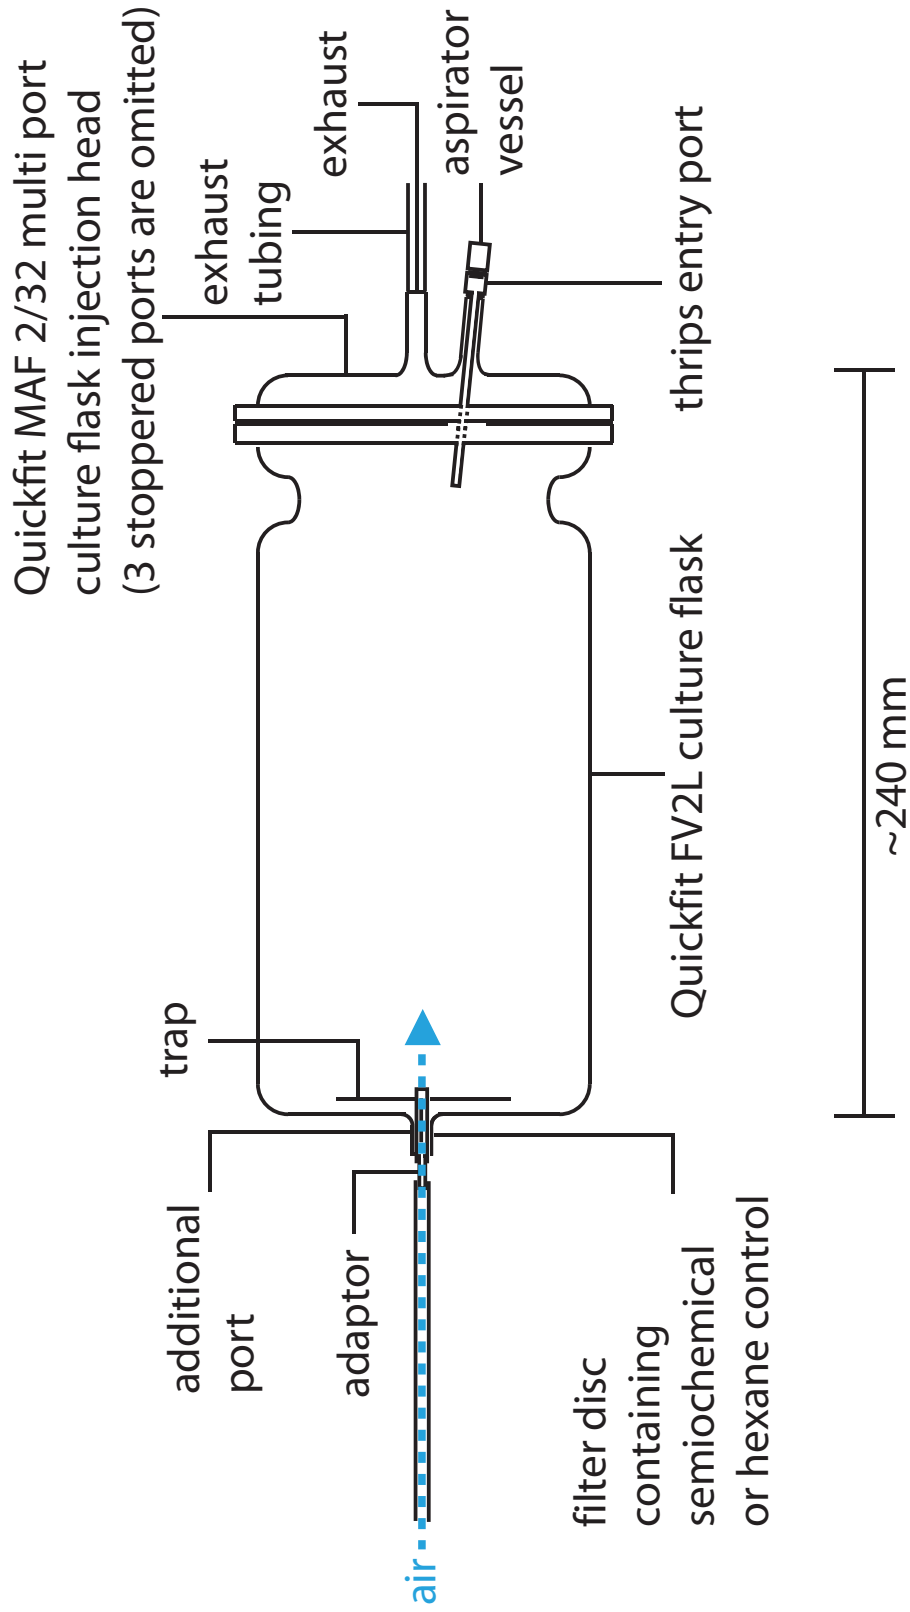 Quickfit MAF 2/32 multi port
culture flask injection head
(3 stoppered ports are omitted)
exhaust
tubing
exhaust
aspirator
vessel
thrips entry port
trap
Quickfit FV2L culture flask
~240 mm
additional
port
adaptor
air
filter disc
containing
semiochemical
or hexane control